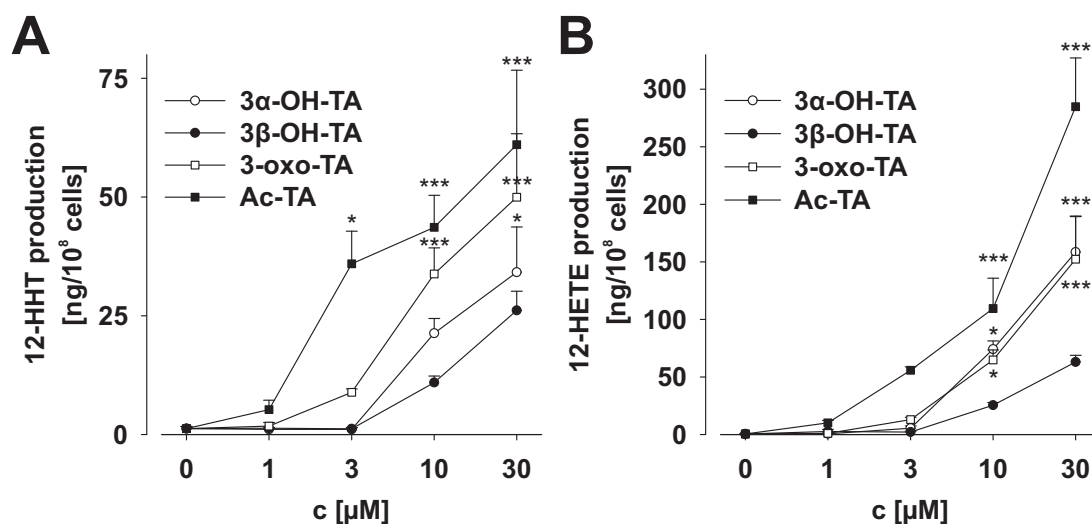 A
12-HHT production
[ng/10⁸ cells]
75
50
25
0
3α-OH-TA
3β-OH-TA
3-oxo-TA
Ac-TA
*
***
***
***
***
*
0 1 3 10 30
c [µM]
B
12-HETE production
[ng/10⁸ cells]
300
250
200
150
100
50
0
3α-OH-TA
3β-OH-TA
3-oxo-TA
Ac-TA
***
*
*
***
***
***
0 1 3 10 30
c [µM]